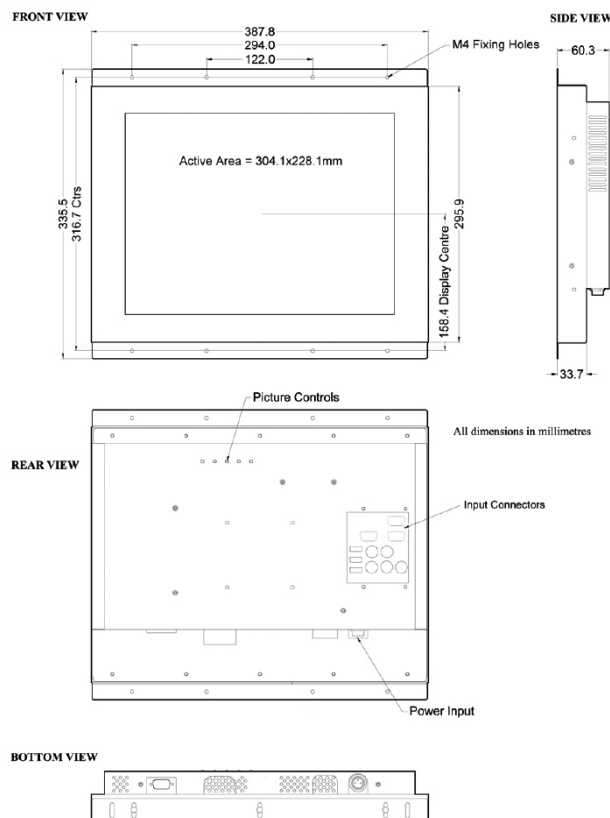 FRONT VIEW
SIDE VIEW
387.8
294.0
122.0
M4 Fixing Holes
60.3
Active Area = 304.1x228.1mm
335.5
316.7 Ctrs
158.4 Display Centre
295.9
33.7
Picture Controls
All dimensions in millimetres
REAR VIEW
Input Connectors
Power Input
BOTTOM VIEW